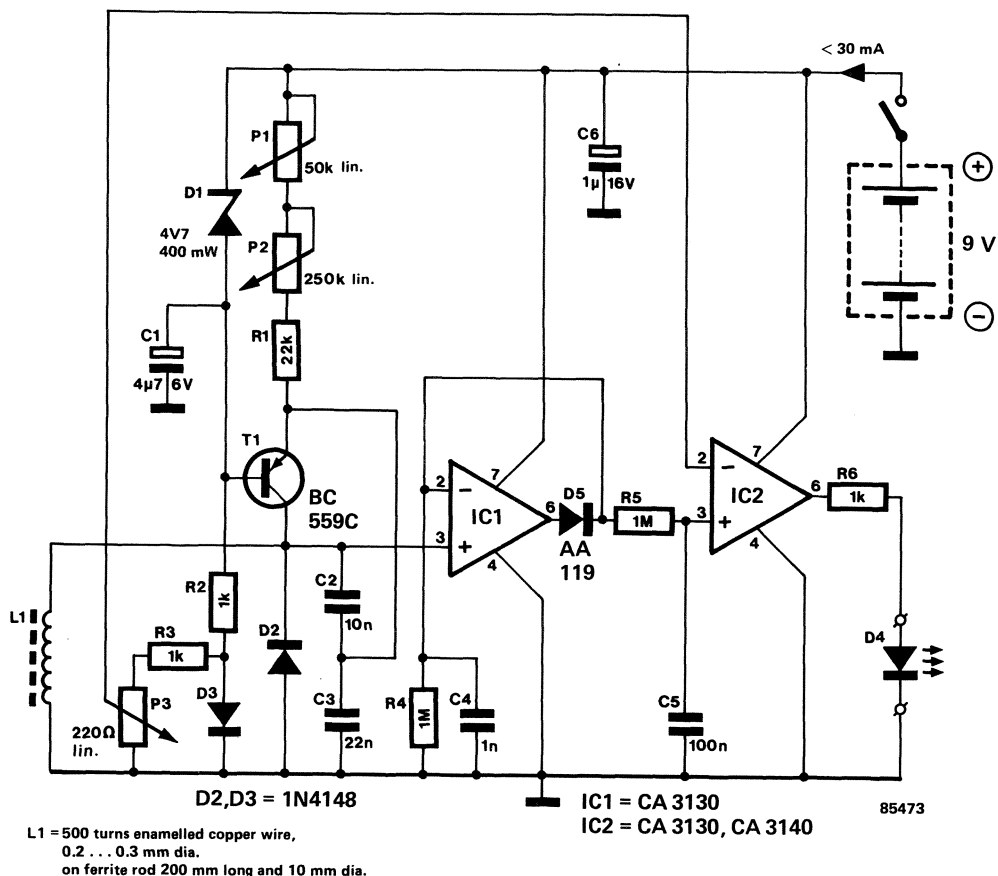 < 30 mA
P1
50k lin.
C6
1µ 16V
+
D1
4V7
400 mW
P2
250k lin.
9 V
C1
4µ7 6V
R1
22k
−
T1
BC
559C
2
−
7
IC1
3
+
6
4
D5
AA
119
R5
1M
2
−
7
IC2
3
+
6
4
R6
1k
L1
R2
1k
R3
1k
D2
C2
10n
P3
220Ω
lin.
D3
C3
22n
R4
1M
C4
1n
C5
100n
D4
D2,D3 = 1N4148
IC1 = CA 3130
IC2 = CA 3130, CA 3140
85473
L1 = 500 turns enamelled copper wire,
0.2 . . . 0.3 mm dia.
on ferrite rod 200 mm long and 10 mm dia.